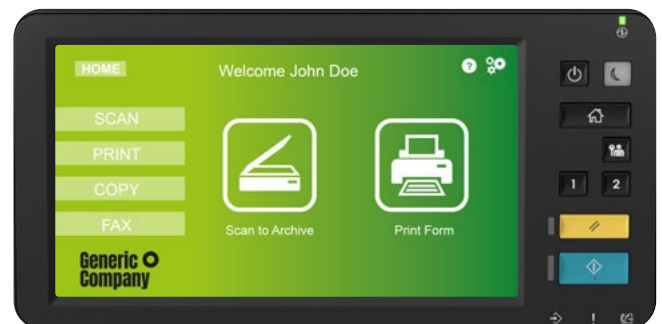 HOME
Welcome John Doe
?
SCAN
PRINT
COPY
FAX
Scan to Archive
Print Form
Generic
Company
1 2
!